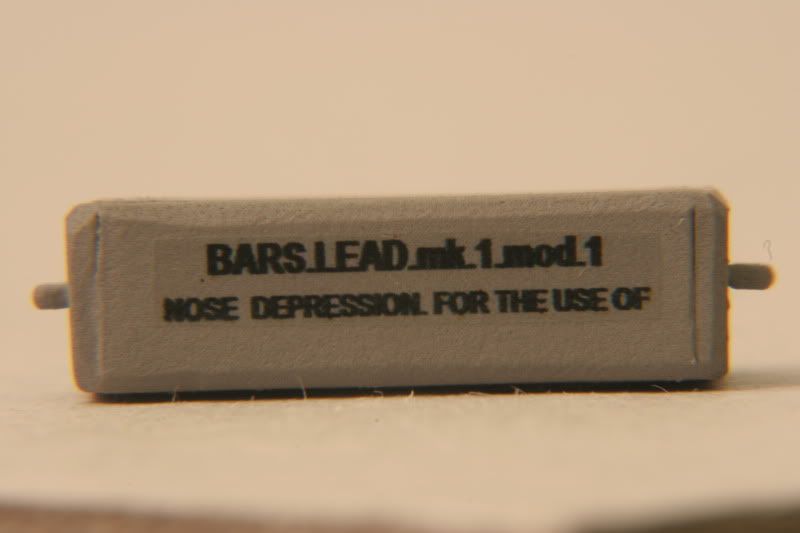 BARS.LEAD.mk.1.mod.1
NOSE DEPRESSION. FOR THE USE OF